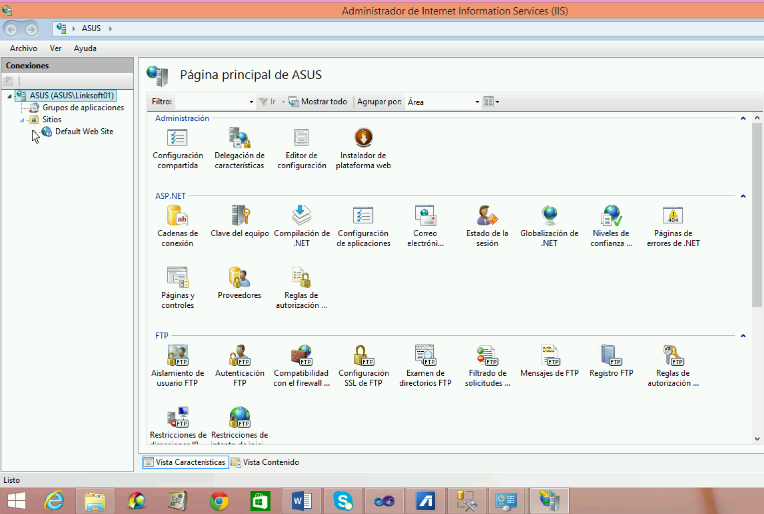 Administrador de Internet Information Services (IIS)
ASUS
Archivo Ver Ayuda
Conexiones
ASUS (ASUS\Linksoft01)
Grupos de aplicaciones
Sitios
Default Web Site
Página principal de ASUS
Filtro: Ir Mostrar todo Agrupar por: Área
Administración
Configuración compartida
Delegación de características
Editor de configuración
Instalador de plataforma web
ASP.NET
Cadenas de conexión
Clave del equipo
Compilación de .NET
Configuración de aplicaciones
Correo electróni...
Estado de la sesión
Globalización de .NET
Niveles de confianza ...
Páginas de errores de .NET
Páginas y controles
Proveedores
Reglas de autorización ...
FTP
Aislamiento de usuario FTP
Autenticación FTP
Compatibilidad con el firewall ...
Configuración SSL de FTP
Examen de directorios FTP
Filtrado de solicitudes ...
Mensajes de FTP
Registro FTP
Reglas de autorización ...
Restricciones de
Restricciones de
Vista Características Vista Contenido
Listo